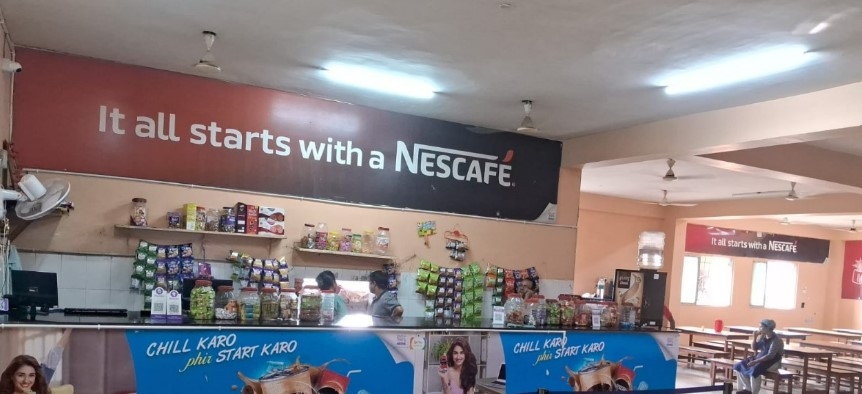 It all starts with a NESCAFÉ
It all starts with a NESCAFÉ
CHILL KARO
phir START KARO
CHILL KARO
phir START KARO